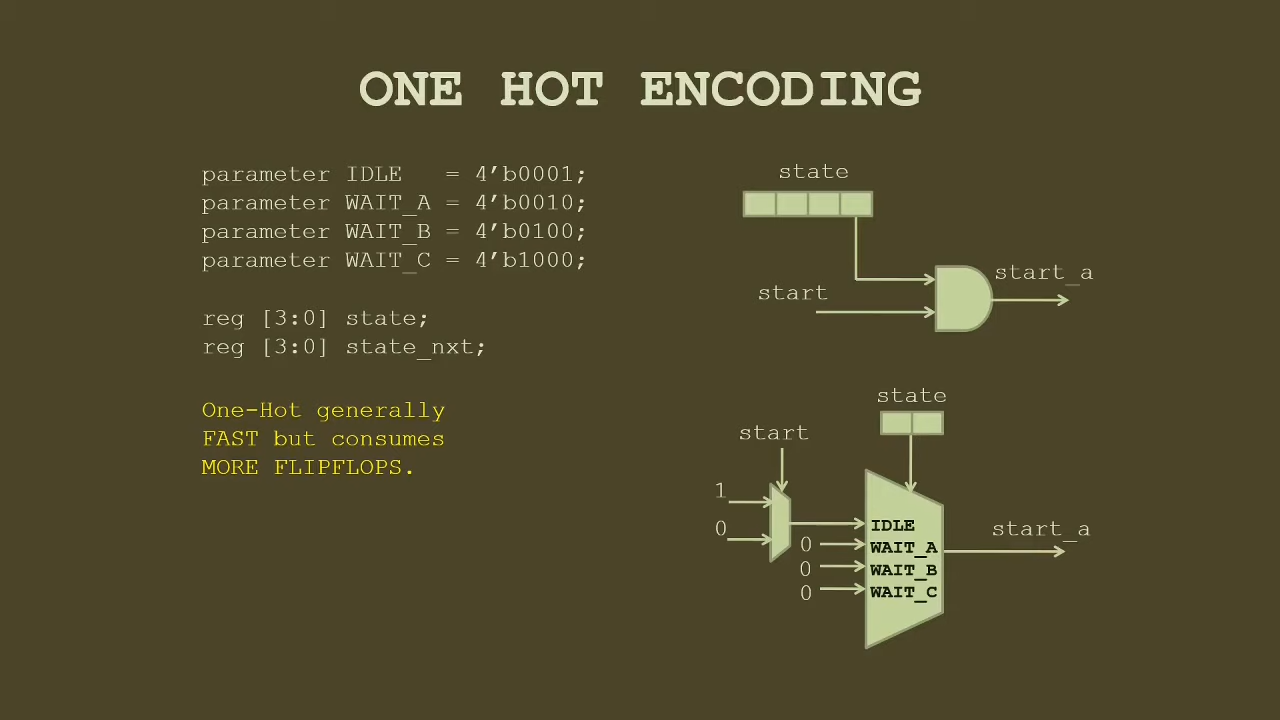 ONE HOT ENCODING
parameter IDLE   = 4’b0001;
parameter WAIT_A = 4’b0010;
parameter WAIT_B = 4’b0100;
parameter WAIT_C = 4’b1000;
reg [3:0] state;
reg [3:0] state_nxt;
One-Hot generally
FAST but consumes
MORE FLIPFLOPS.
state
start
start_a
state
start
1
0
IDLE
0 WAIT_A
0 WAIT_B
0 WAIT_C
start_a